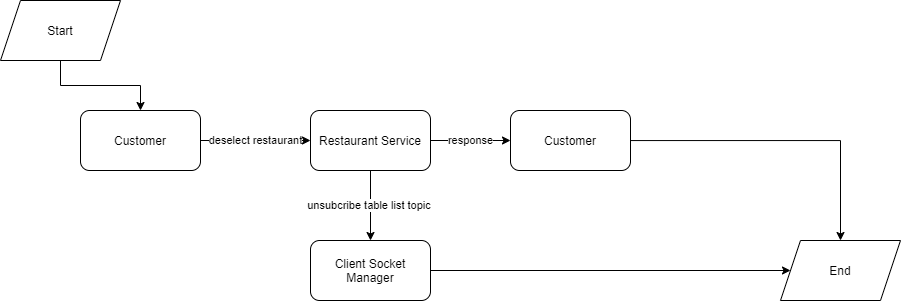 Start
Customer
deselect restaurant
Restaurant Service
response
Customer
unsubcribe table list topic
Client Socket
Manager
End